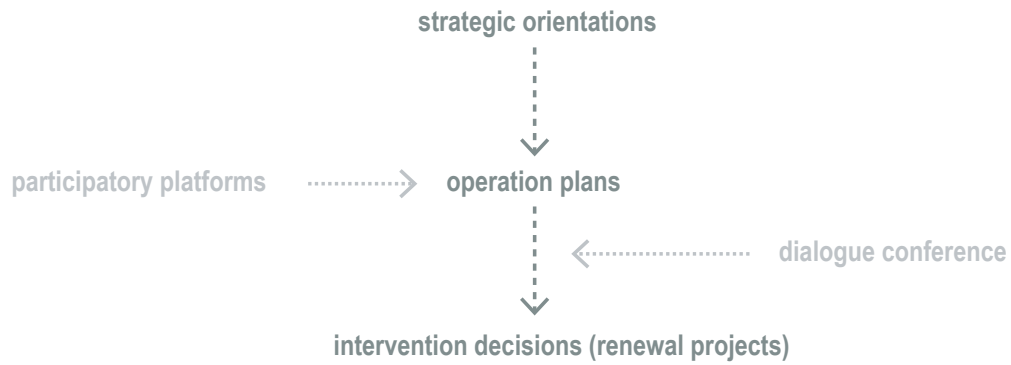 strategic orientations
participatory platforms
operation plans
dialogue conference
intervention decisions (renewal projects)